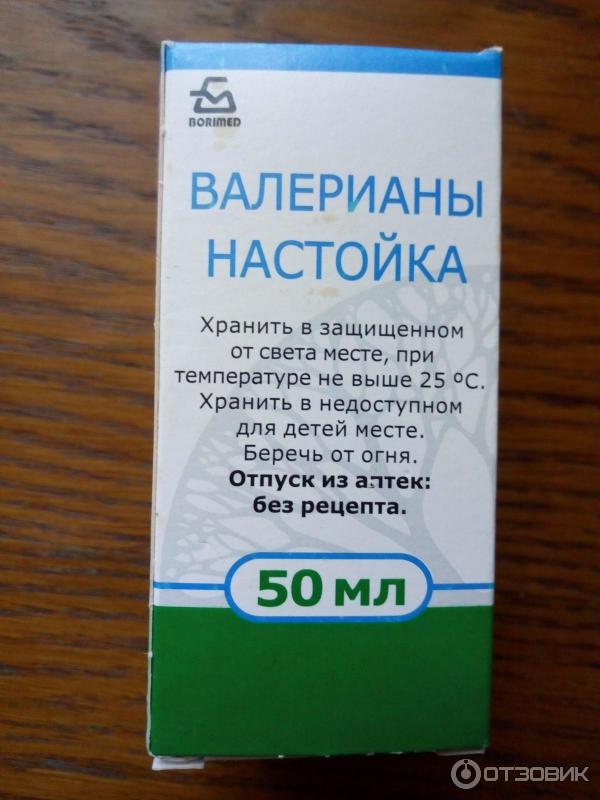 BORIMED
ВАЛЕРИАНЫ
НАСТОЙКА
Хранить в защищенном
от света месте, при
температуре не выше 25 ºС.
Хранить в недоступном
для детей месте.
Беречь от огня.
Отпуск из аптек:
без рецепта.
50 мл
ОТЗОВИК